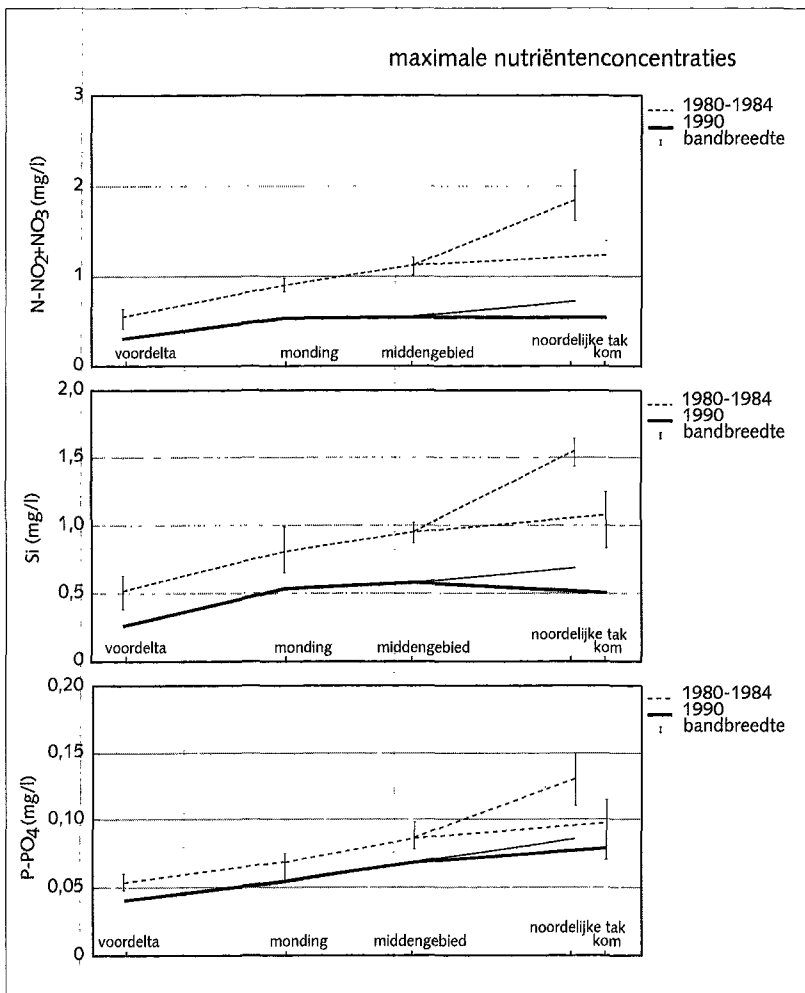 maximale nutriëntenconcentraties
3
2
1
0
N-NO2+NO3 (mg/l)
voordelta
monding
middengebied
noordelijke tak
kom
1980-1984
1990
bandbreedte
2,0
1,5
1,0
0,5
0
Si (mg/l)
voordelta
monding
middengebied
noordelijke tak
kom
1980-1984
1990
bandbreedte
0,20
0,15
0,10
0,05
0
P-PO4 (mg/l)
voordelta
monding
middengebied
noordelijke tak
kom
1980-1984
1990
bandbreedte